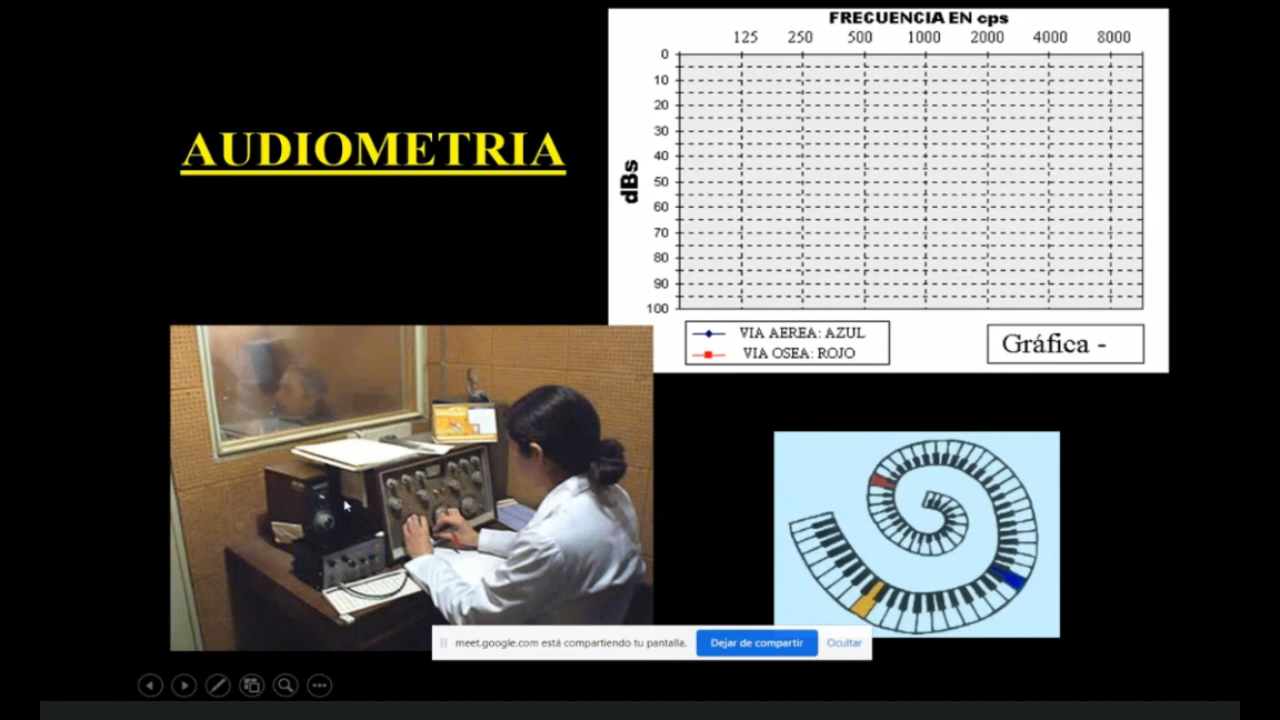 AUDIOMETRIA
FRECUENCIA EN cps
125 250 500 1000 2000 4000 8000
0
10
20
30
40
50
60
70
80
90
100
dBs
VIA AEREA: AZUL
VIA OSEA: ROJO
Gráfica -
meet.google.com está compartiendo tu pantalla.
Dejar de compartir
Ocultar